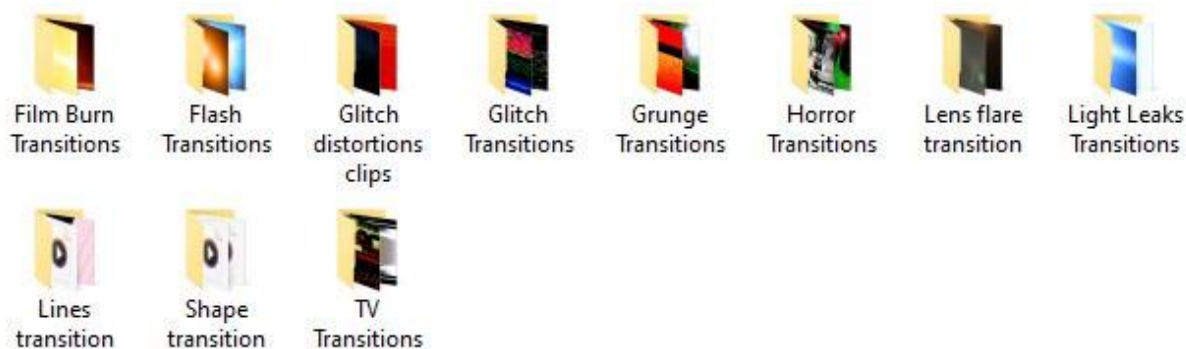 Film Burn
Transitions
Flash
Transitions
Glitch
distortions
clips
Glitch
Transitions
Grunge
Transitions
Horror
Transitions
Lens flare
transition
Light Leaks
Transitions
Lines
transition
Shape
transition
TV
Transitions